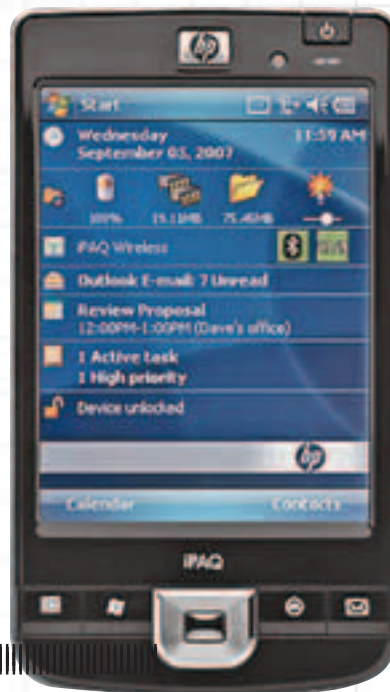 hp
Start
Wednesday 11:59 AM
September 05, 2007
100% 19.11MB 75.46MB
iPAQ Wireless
Outlook E-mail: 7 Unread
Review Proposal
12:00PM-1:00PM (Dave's office)
1 Active task
1 High priority
Device unlocked
hp
Calendar Contacts
iPAQ